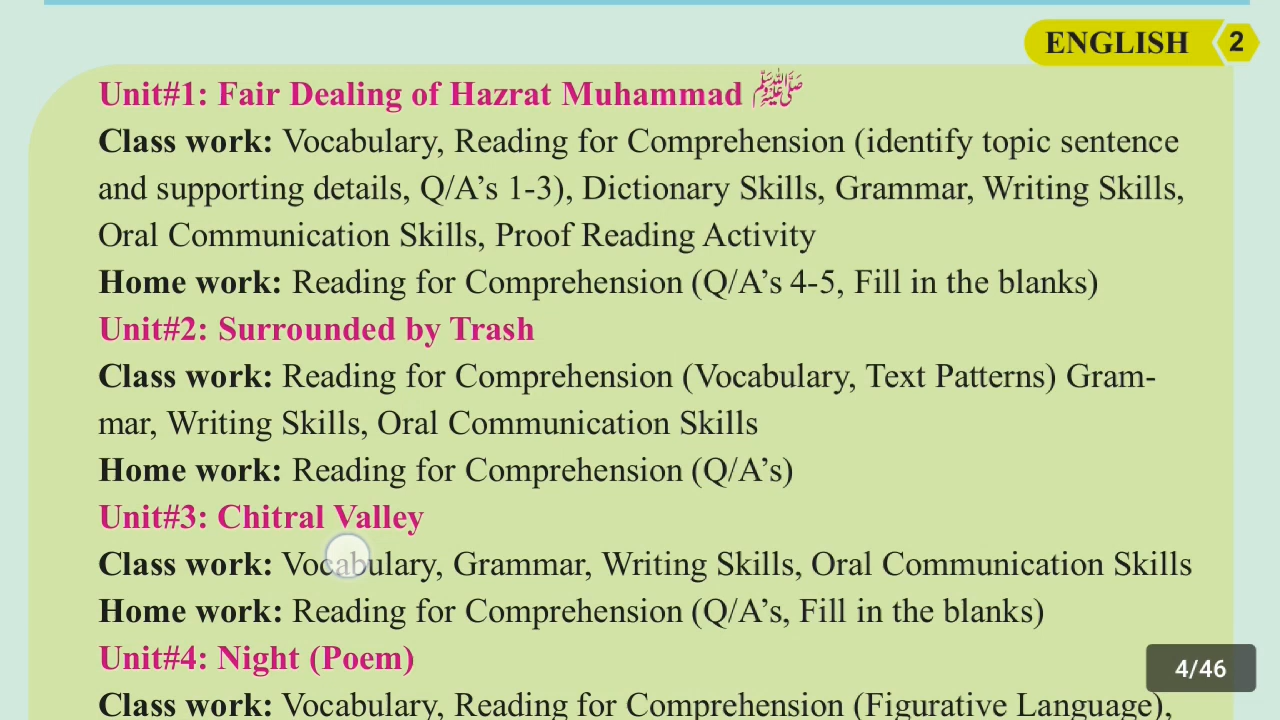 ENGLISH 2
Unit#1: Fair Dealing of Hazrat Muhammad ﷺ
Class work: Vocabulary, Reading for Comprehension (identify topic sentence
and supporting details, Q/A’s 1-3), Dictionary Skills, Grammar, Writing Skills,
Oral Communication Skills, Proof Reading Activity
Home work: Reading for Comprehension (Q/A’s 4-5, Fill in the blanks)
Unit#2: Surrounded by Trash
Class work: Reading for Comprehension (Vocabulary, Text Patterns) Gram-
mar, Writing Skills, Oral Communication Skills
Home work: Reading for Comprehension (Q/A’s)
Unit#3: Chitral Valley
Class work: Vocabulary, Grammar, Writing Skills, Oral Communication Skills
Home work: Reading for Comprehension (Q/A’s, Fill in the blanks)
Unit#4: Night (Poem)
4/46
Class work: Vocabulary, Reading for Comprehension (Figurative Language),